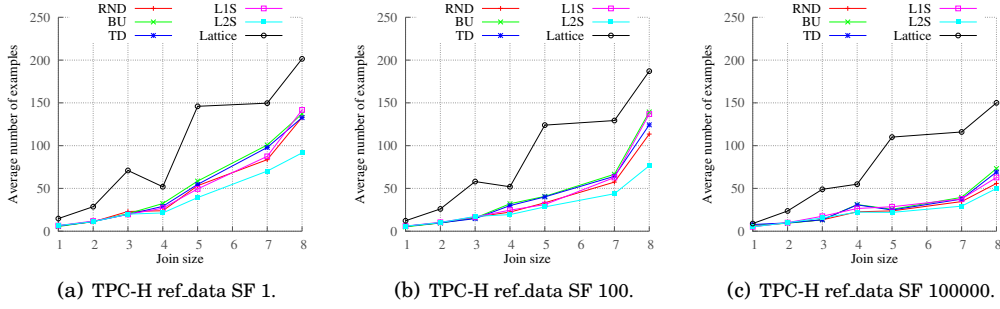 RND
BU
TD
L1S
L2S
Lattice
Average number of examples
250
200
150
100
50
0
1 2 3 4 5 6 7 8
Join size
(a) TPC-H ref_data SF 1.
RND
BU
TD
L1S
L2S
Lattice
Average number of examples
250
200
150
100
50
0
1 2 3 4 5 6 7 8
Join size
(b) TPC-H ref_data SF 100.
RND
BU
TD
L1S
L2S
Lattice
Average number of examples
250
200
150
100
50
0
1 2 3 4 5 6 7 8
Join size
(c) TPC-H ref_data SF 100000.